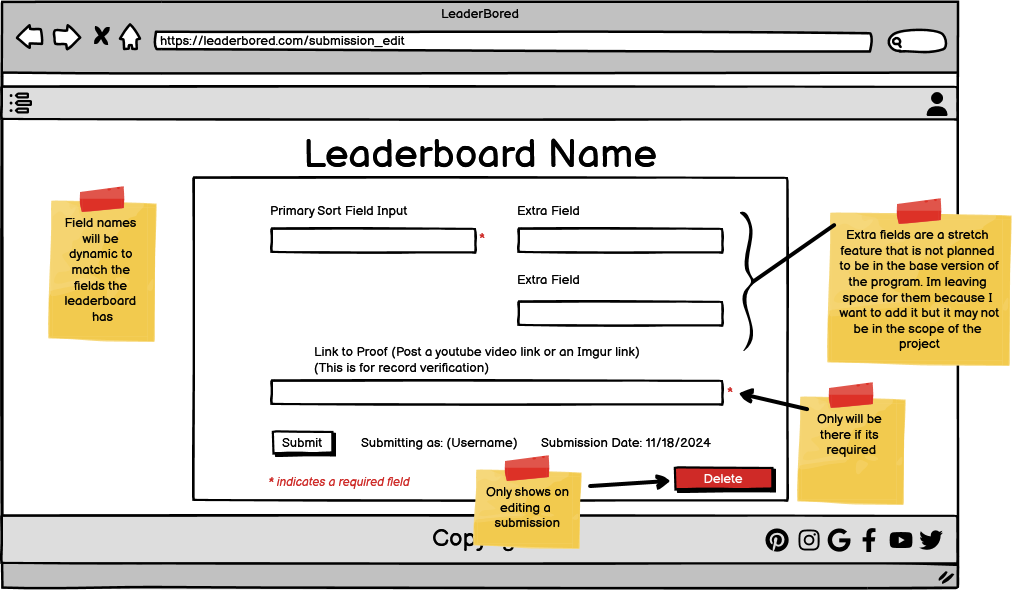 LeaderBored
https://leaderbored.com/submission_edit
Leaderboard Name
Field names
will be
dynamic to
match the
fields the
leaderboard
has
Primary Sort Field Input
*
Extra Field
Extra Field
Extra fields are a stretch
feature that is not planned
to be in the base version of
the program. Im leaving
space for them because I
want to add it but it may not
be in the scope of the
project
Link to Proof (Post a youtube video link or an Imgur link)
(This is for record verification)
*
Only will be
there if its
required
Submit
Submitting as: (Username)
Submission Date: 11/18/2024
* indicates a required field
Only shows on
editing a
submission
Delete